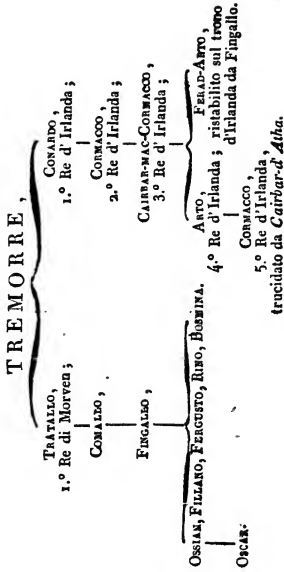 TREMORRE,
TRATALLO,
1.º Re di Morven ;
COMALLO,
FINGALLO,
OSSIAN, FILLANO, FERGUSTO, RINO, BOSMINA.
OSCAR.
CONARDO,
1.º Re d'Irlanda ;
CORMACCO,
2.º Re d'Irlanda ;
CAIRBAR-MAC-CORMACCO,
3.º Re d'Irlanda ;
ARTO,
4.º Re d'Irlanda ;
CORMACCO,
5.º Re d'Irlanda,
trucidato da Cairbar-d'Atha.
FERAD-ARTO,
ristabilito sul trono
d'Irlanda da Fingallo.